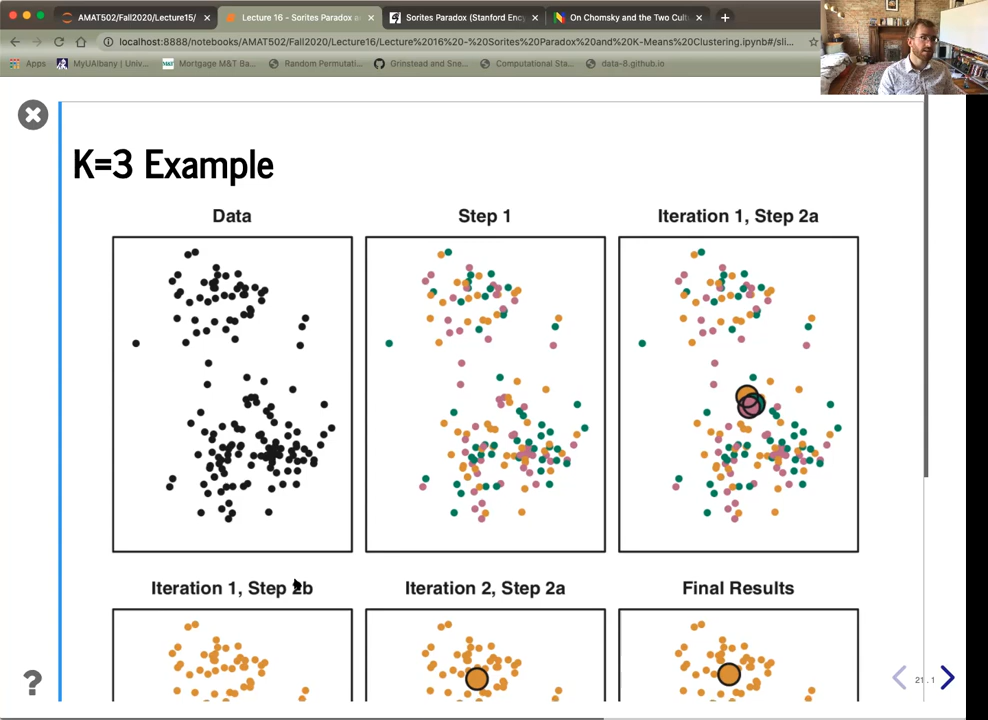 AMAT502/Fall2020/Lecture15/
Lecture 16 - Sorites Paradox a
Sorites Paradox (Stanford Ency
On Chomsky and the Two Cult
localhost:8888/notebooks/AMAT502/Fall2020/Lecture16/Lecture%2016%20-%20Sorites%20Paradox%20and%20K-Means%20Clustering.ipynb#/sli...
Apps
MyUAlbany | Univ...
M&T
Mortgage M&T Ba...
Random Permutati...
Grinstead and Sne...
Computational Sta...
data-8.github.io
K=3 Example
Data
Step 1
Iteration 1, Step 2a
Iteration 1, Step 2b
Iteration 2, Step 2a
Final Results
?
21.1